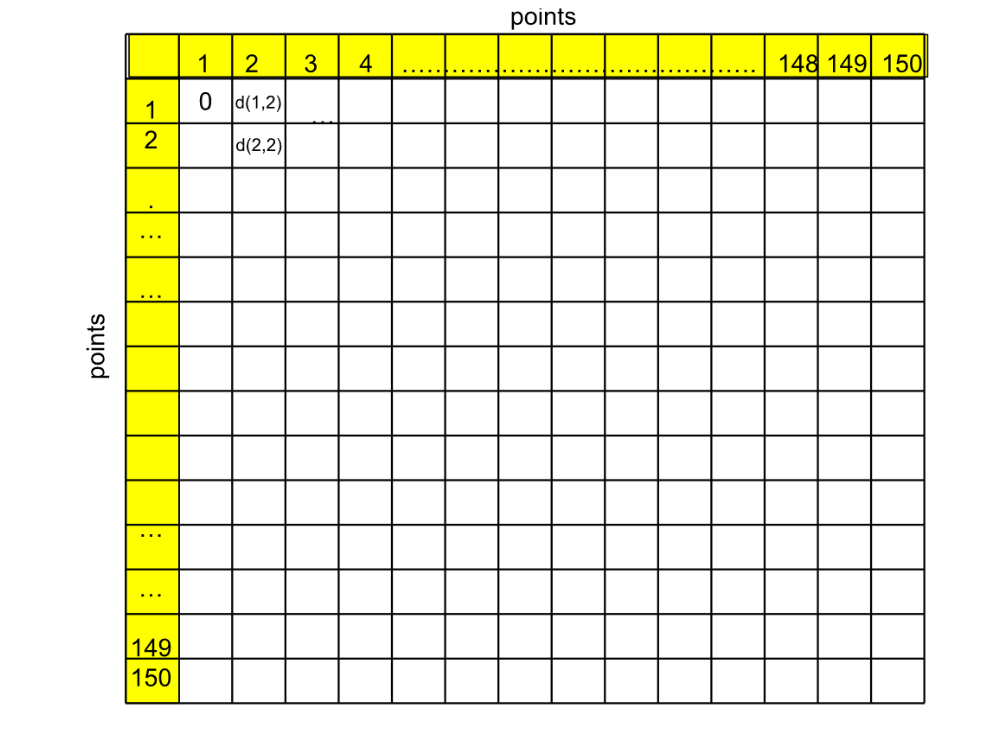 points
1 2 3 4 ................................................... 148 149 150
1 0 d(1,2) ...
2 d(2,2)
.
...
...
points
...
...
149
150